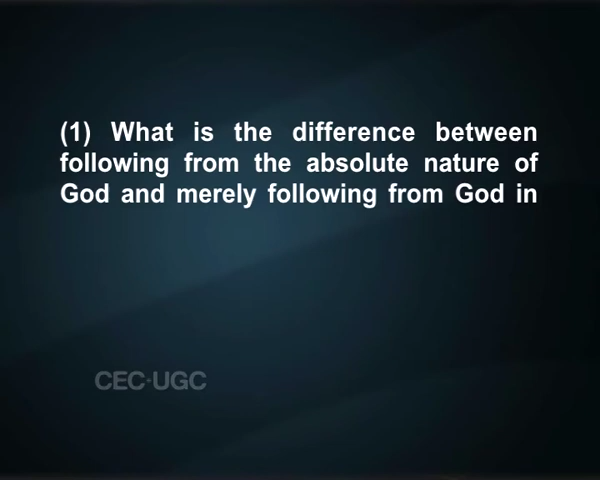 (1) What is the difference between
following from the absolute nature of
God and merely following from God in
CEC·UGC